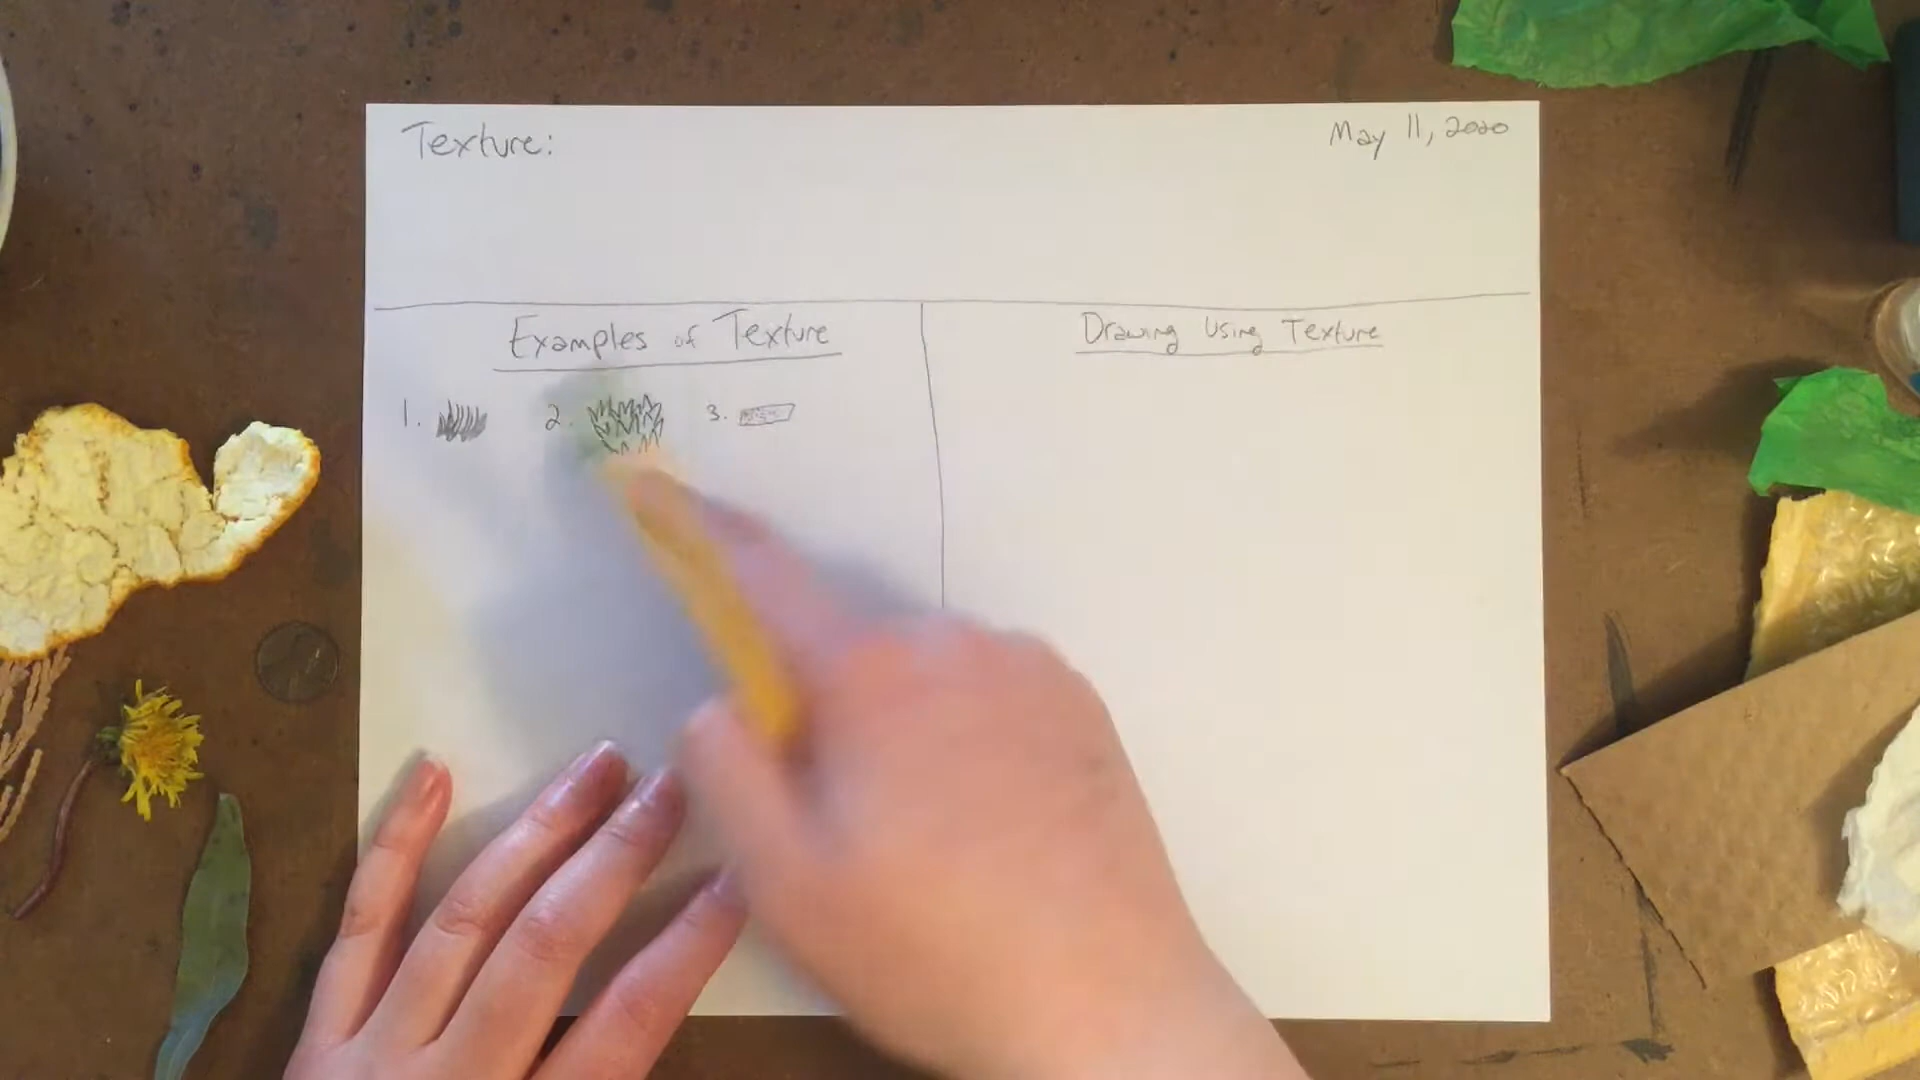 Texture:
May 11, 2020
Examples of Texture
Drawing Using Texture
1. 2. 3.